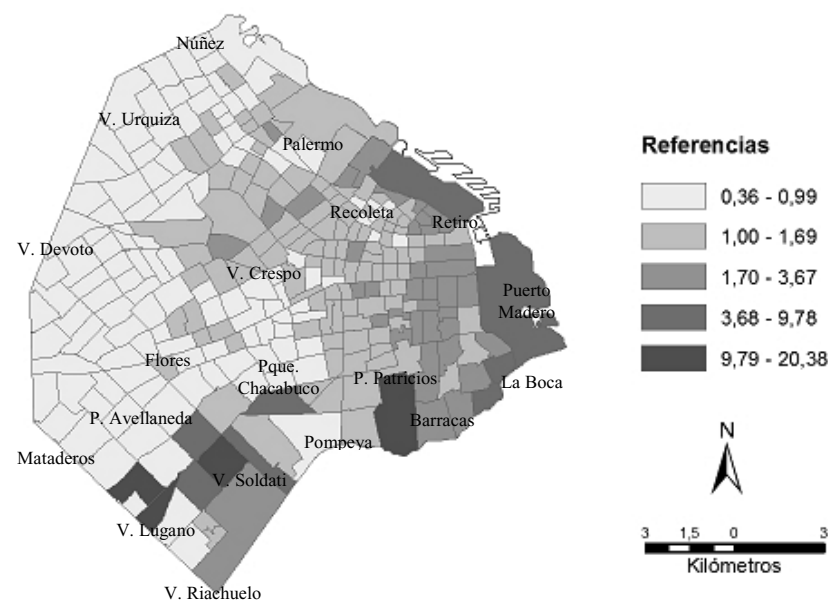 Núñez
V. Urquiza
Palermo
Recoleta
Retiro
V. Devoto
V. Crespo
Puerto
Madero
Flores
Pque.
Chacabuco
P. Patricios
La Boca
P. Avellaneda
Barracas
Pompeya
Mataderos
V. Soldati
V. Lugano
V. Riachuelo
Referencias
0,36 - 0,99
1,00 - 1,69
1,70 - 3,67
3,68 - 9,78
9,79 - 20,38
N
3 1,5 0 3
Kilómetros